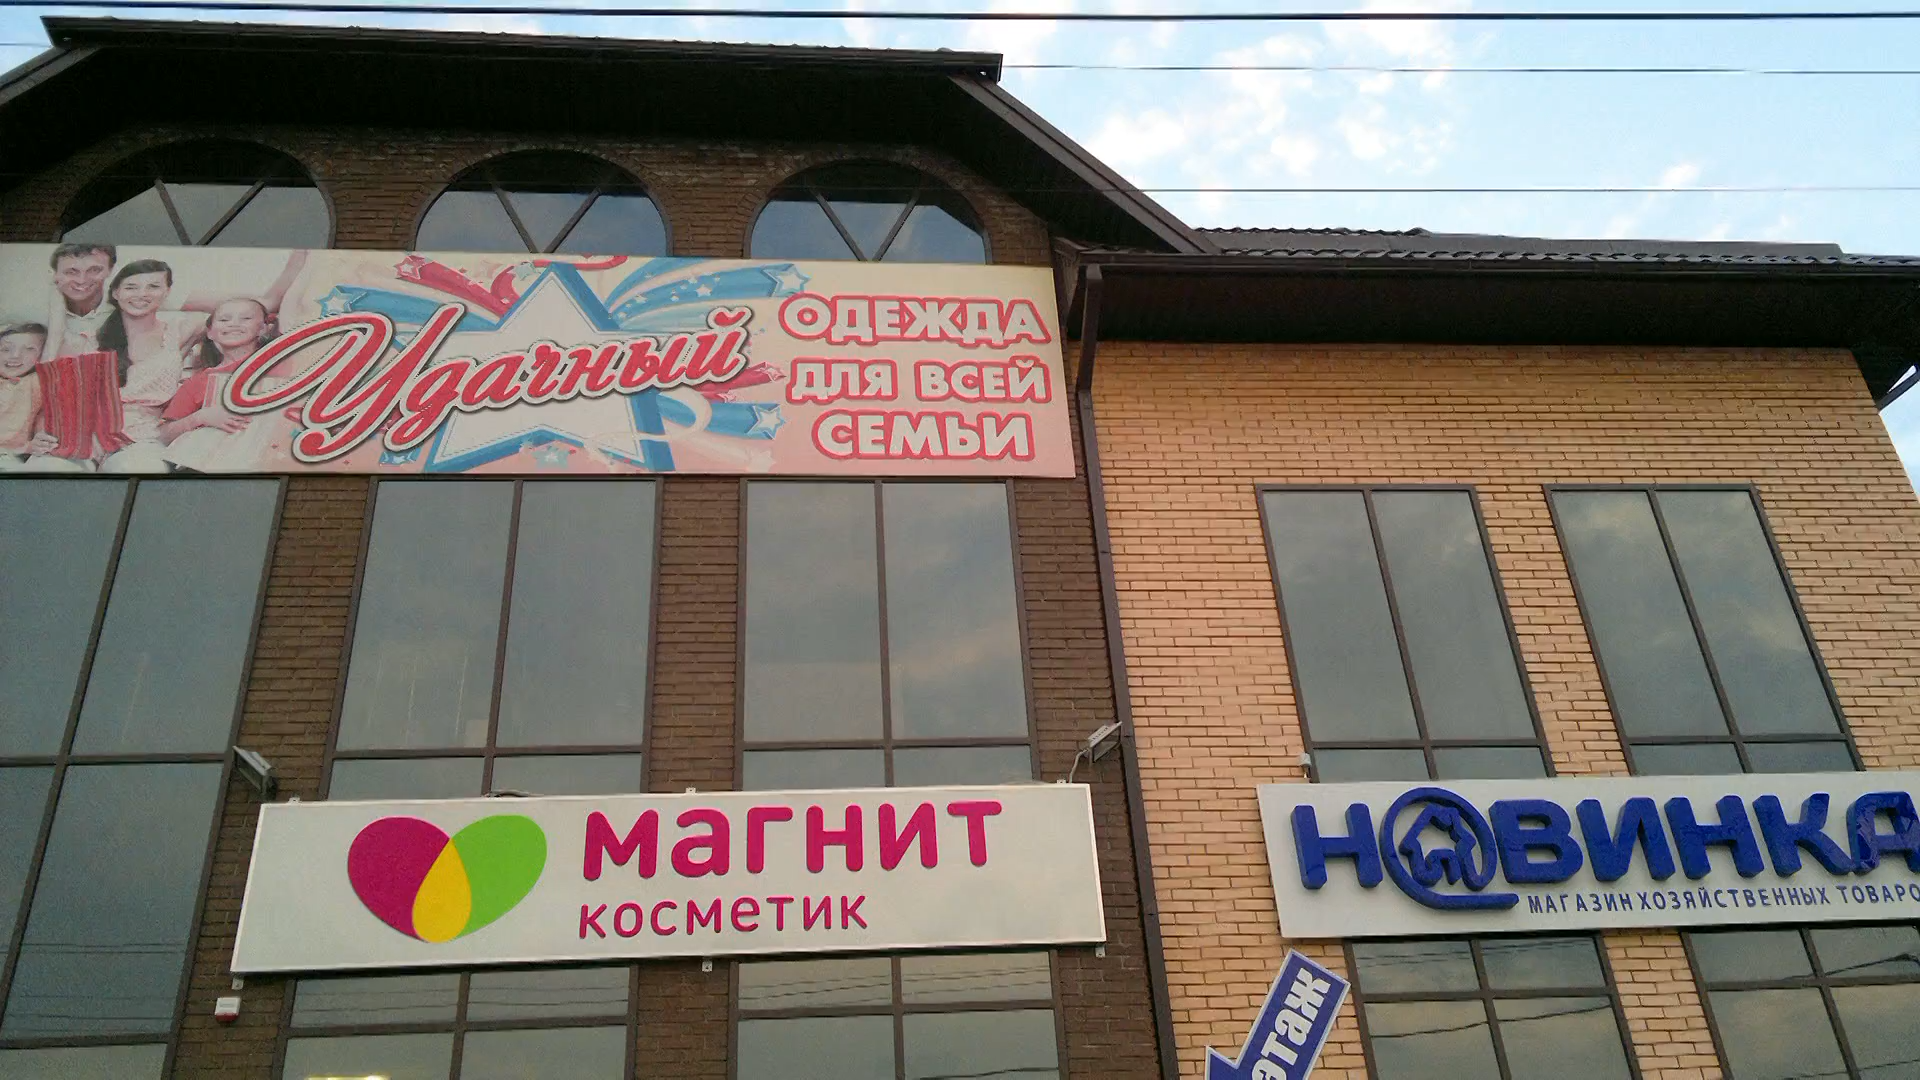 Удачный
ОДЕЖДА
ДЛЯ ВСЕЙ
СЕМЬИ
магнит
косметик
НОВИНКА
МАГАЗИН ХОЗЯЙСТВЕННЫХ ТОВАРО
этаж